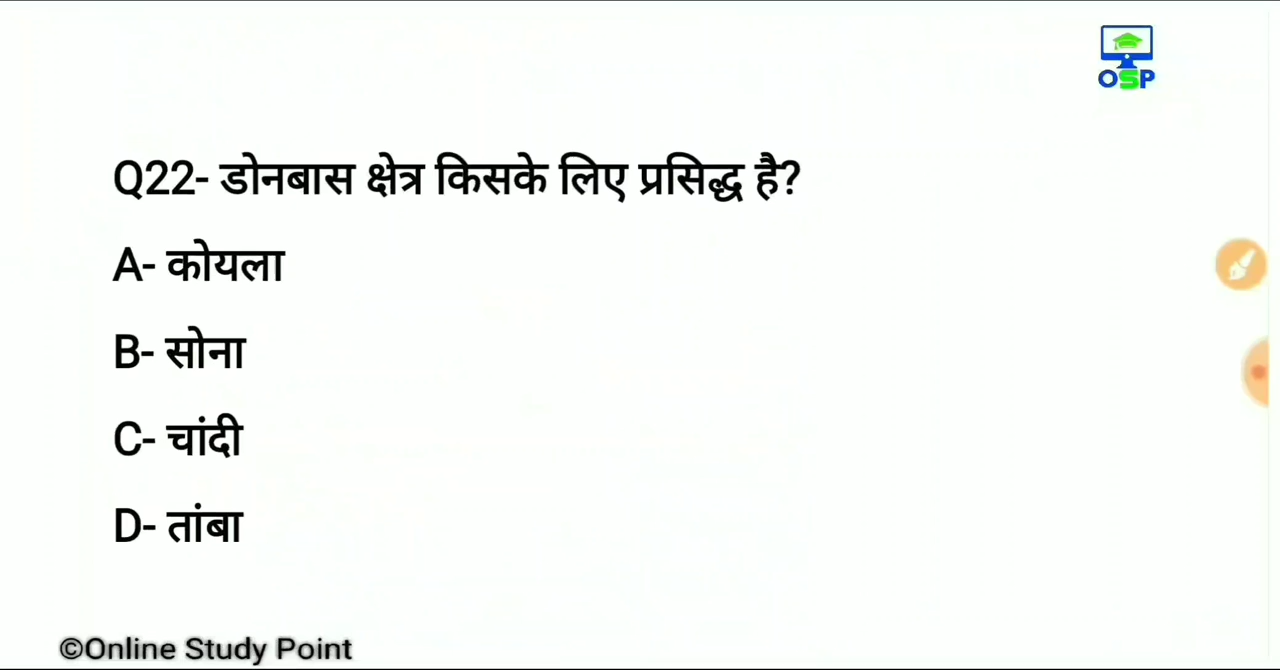 OSP
Q22- डोनबास क्षेत्र किसके लिए प्रसिद्ध है?
A- कोयला
B- सोना
C- चांदी
D- तांबा
©Online Study Point